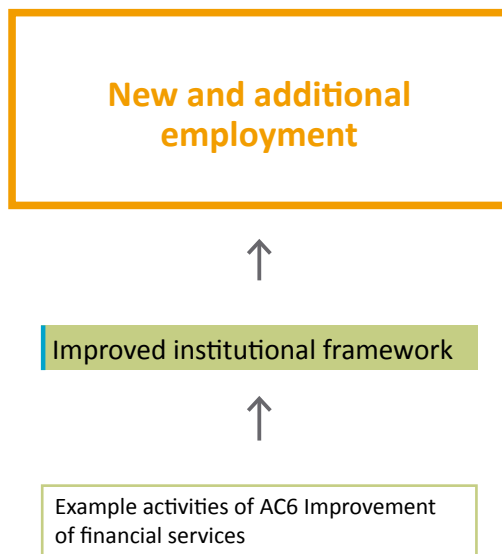 New and additional
employment
Improved institutional framework
Example activities of AC6 Improvement
of financial services